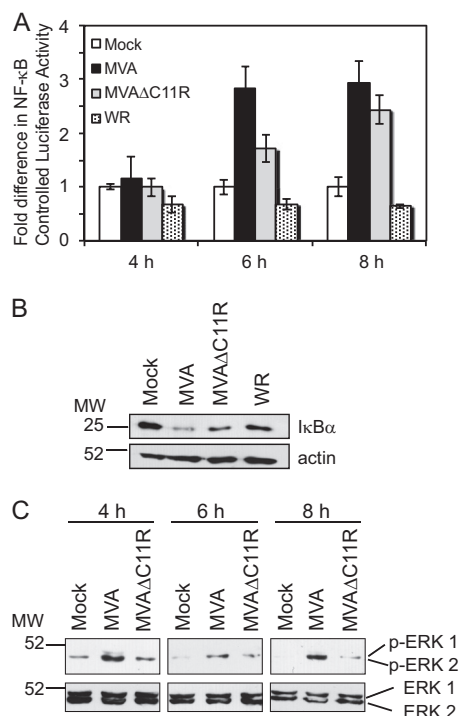 A
Fold difference in NF-κB
Controlled Luciferase Activity
4
3
2
1
0
Mock
MVA
MVAΔC11R
WR
4 h 6 h 8 h
B
Mock MVA MVAΔC11R WR
MW
25 IκBα
52 actin
C
4 h 6 h 8 h
Mock MVA MVAΔC11R Mock MVA MVAΔC11R Mock MVA MVAΔC11R
MW
52
p-ERK 1
p-ERK 2
52
ERK 1
ERK 2